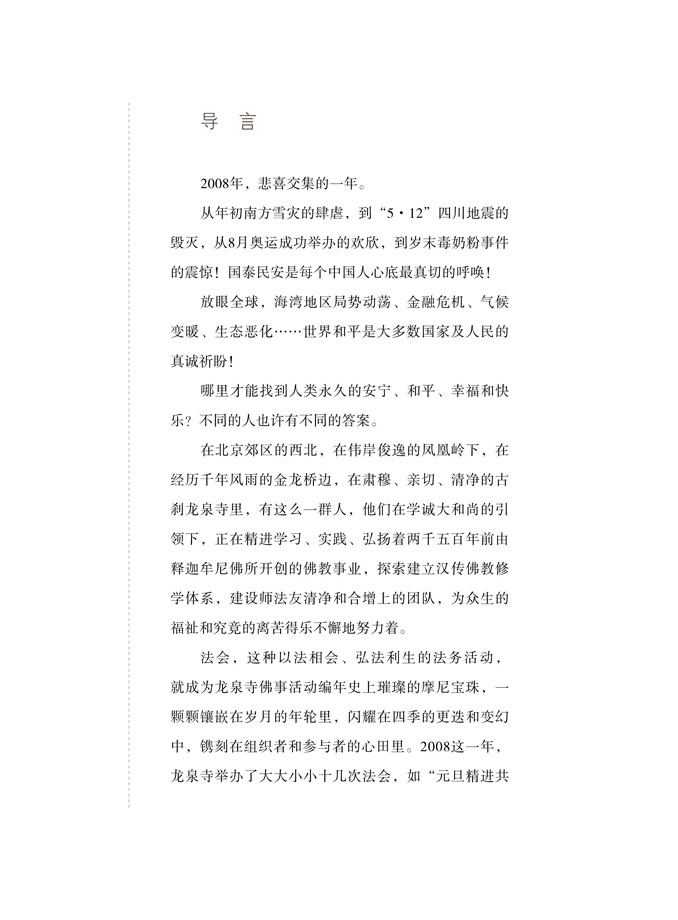 导 言
2008年，悲喜交集的一年。
从年初南方雪灾的肆虐，到“5·12”四川地震的
毁灭，从8月奥运成功举办的欢欣，到岁末毒奶粉事件
的震惊！国泰民安是每个中国人心底最真切的呼唤！
放眼全球，海湾地区局势动荡、金融危机、气候
变暖、生态恶化……世界和平是大多数国家及人民的
真诚祈盼！
哪里才能找到人类永久的安宁、和平、幸福和快
乐？不同的人也许有不同的答案。
在北京郊区的西北，在伟岸俊逸的凤凰岭下，在
经历千年风雨的金龙桥边，在肃穆、亲切、清净的古
刹龙泉寺里，有这么一群人，他们在学诚大和尚的引
领下，正在精进学习、实践、弘扬着两千五百年前由
释迦牟尼佛所开创的佛教事业，探索建立汉传佛教修
学体系，建设师法友清净和合增上的团队，为众生的
福祉和究竟的离苦得乐不懈地努力着。
法会，这种以法相会、弘法利生的法务活动，
就成为龙泉寺佛事活动编年史上璀璨的摩尼宝珠，一
颗颗镶嵌在岁月的年轮里，闪耀在四季的更迭和变幻
中，镌刻在组织者和参与者的心田里。2008这一年，
龙泉寺举办了大大小小十几次法会，如“元旦精进共